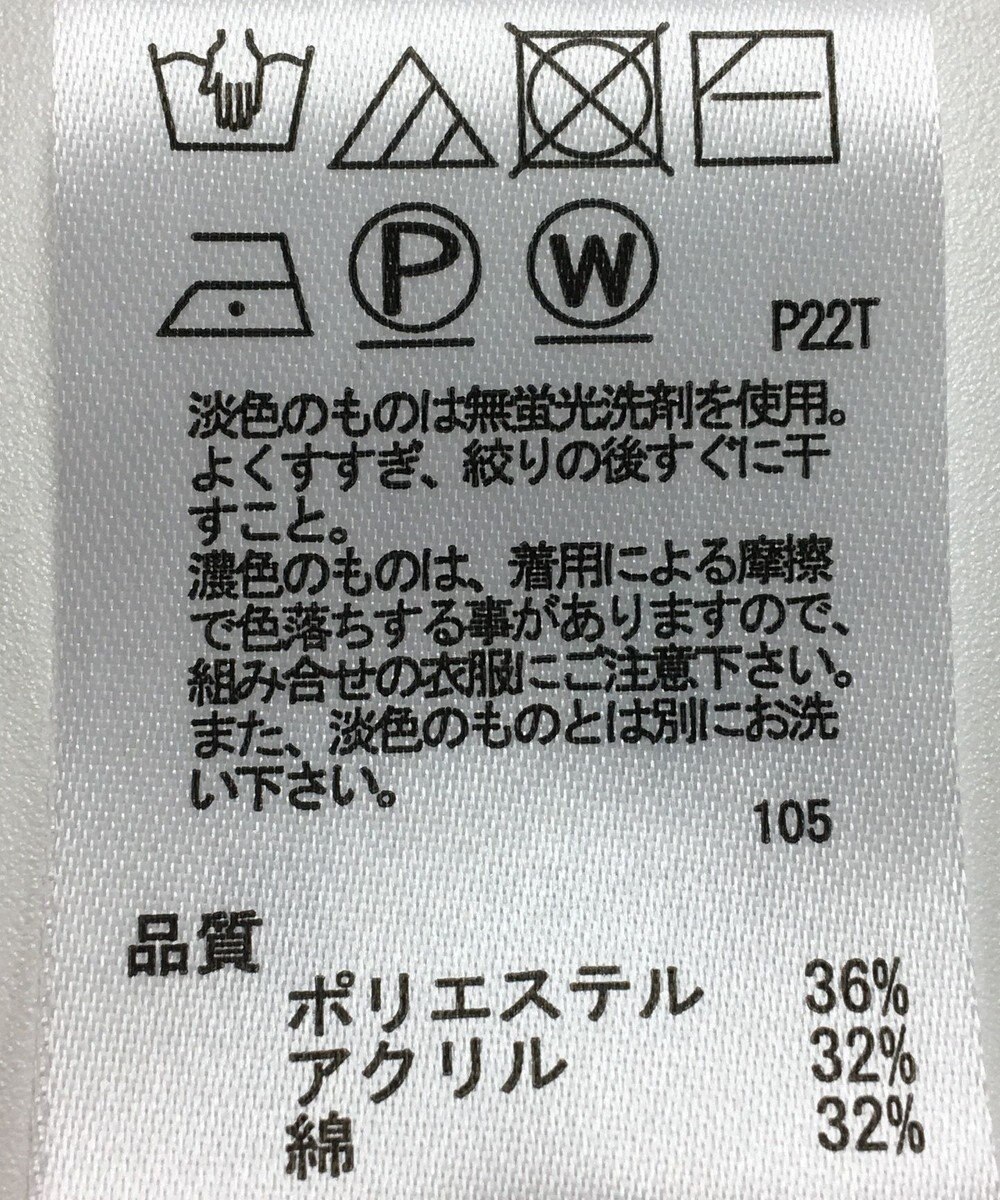 P W
P22T
淡色のものは無蛍光洗剤を使用。
よくすすぎ、絞りの後すぐに干
すこと。
濃色のものは、着用による摩擦
で色落ちする事がありますので、
組み合せの衣服にご注意下さい。
また、淡色のものとは別にお洗
い下さい。
105
品質
ポリエステル 36%
アクリル 32%
綿 32%